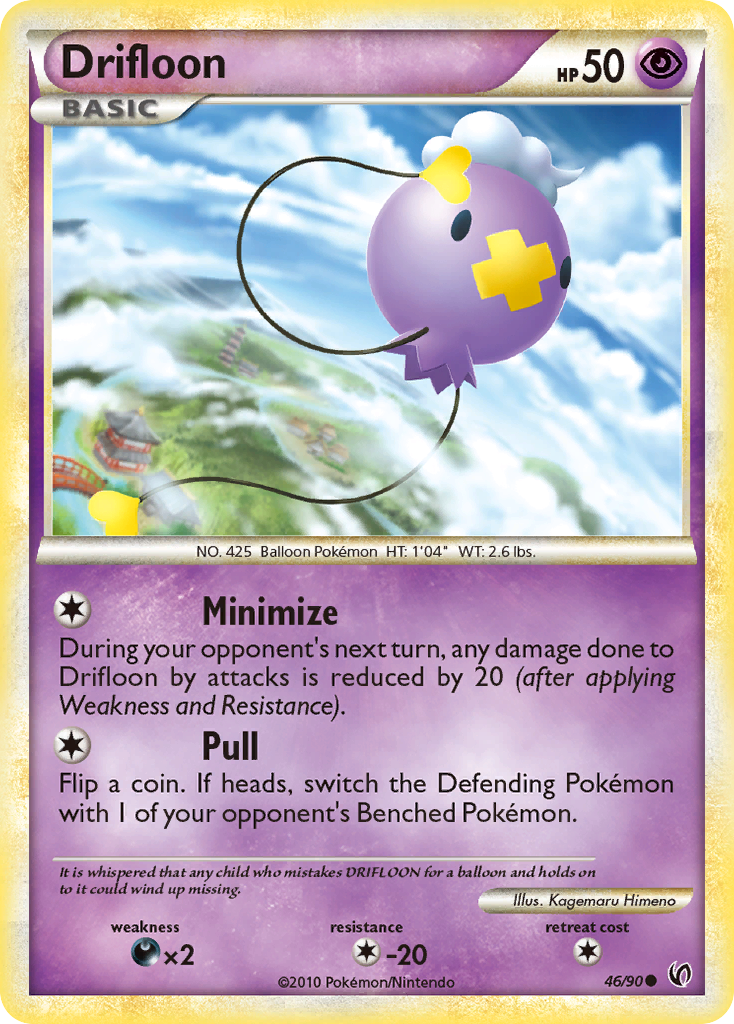 Drifloon
HP 50
BASIC
NO. 425 Balloon Pokémon HT: 1'04" WT: 2.6 lbs.
Minimize
During your opponent's next turn, any damage done to
Drifloon by attacks is reduced by 20 (after applying
Weakness and Resistance).
Pull
Flip a coin. If heads, switch the Defending Pokémon
with 1 of your opponent's Benched Pokémon.
It is whispered that any child who mistakes DRIFLOON for a balloon and holds on
to it could wind up missing.
Illus. Kagemaru Himeno
weakness resistance retreat cost
×2 -20
©2010 Pokémon/Nintendo 46/90